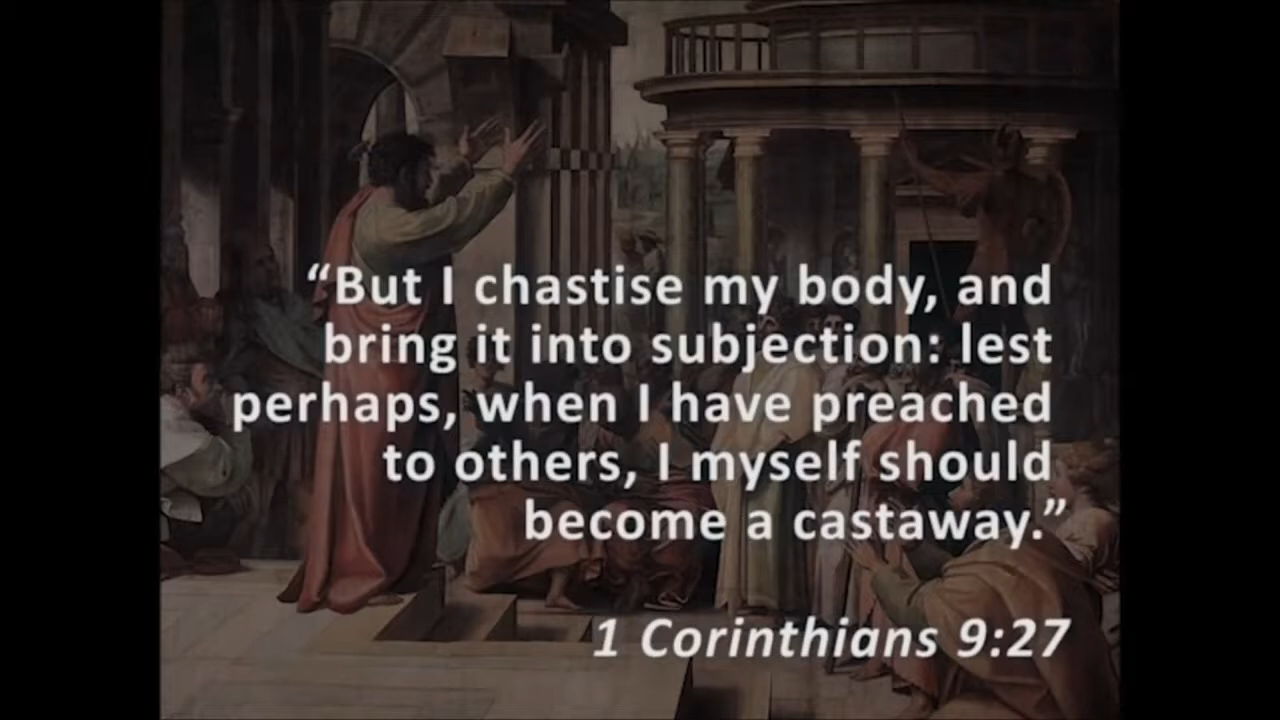 “But I chastise my body, and
bring it into subjection: lest
perhaps, when I have preached
to others, I myself should
become a castaway.”
1 Corinthians 9:27